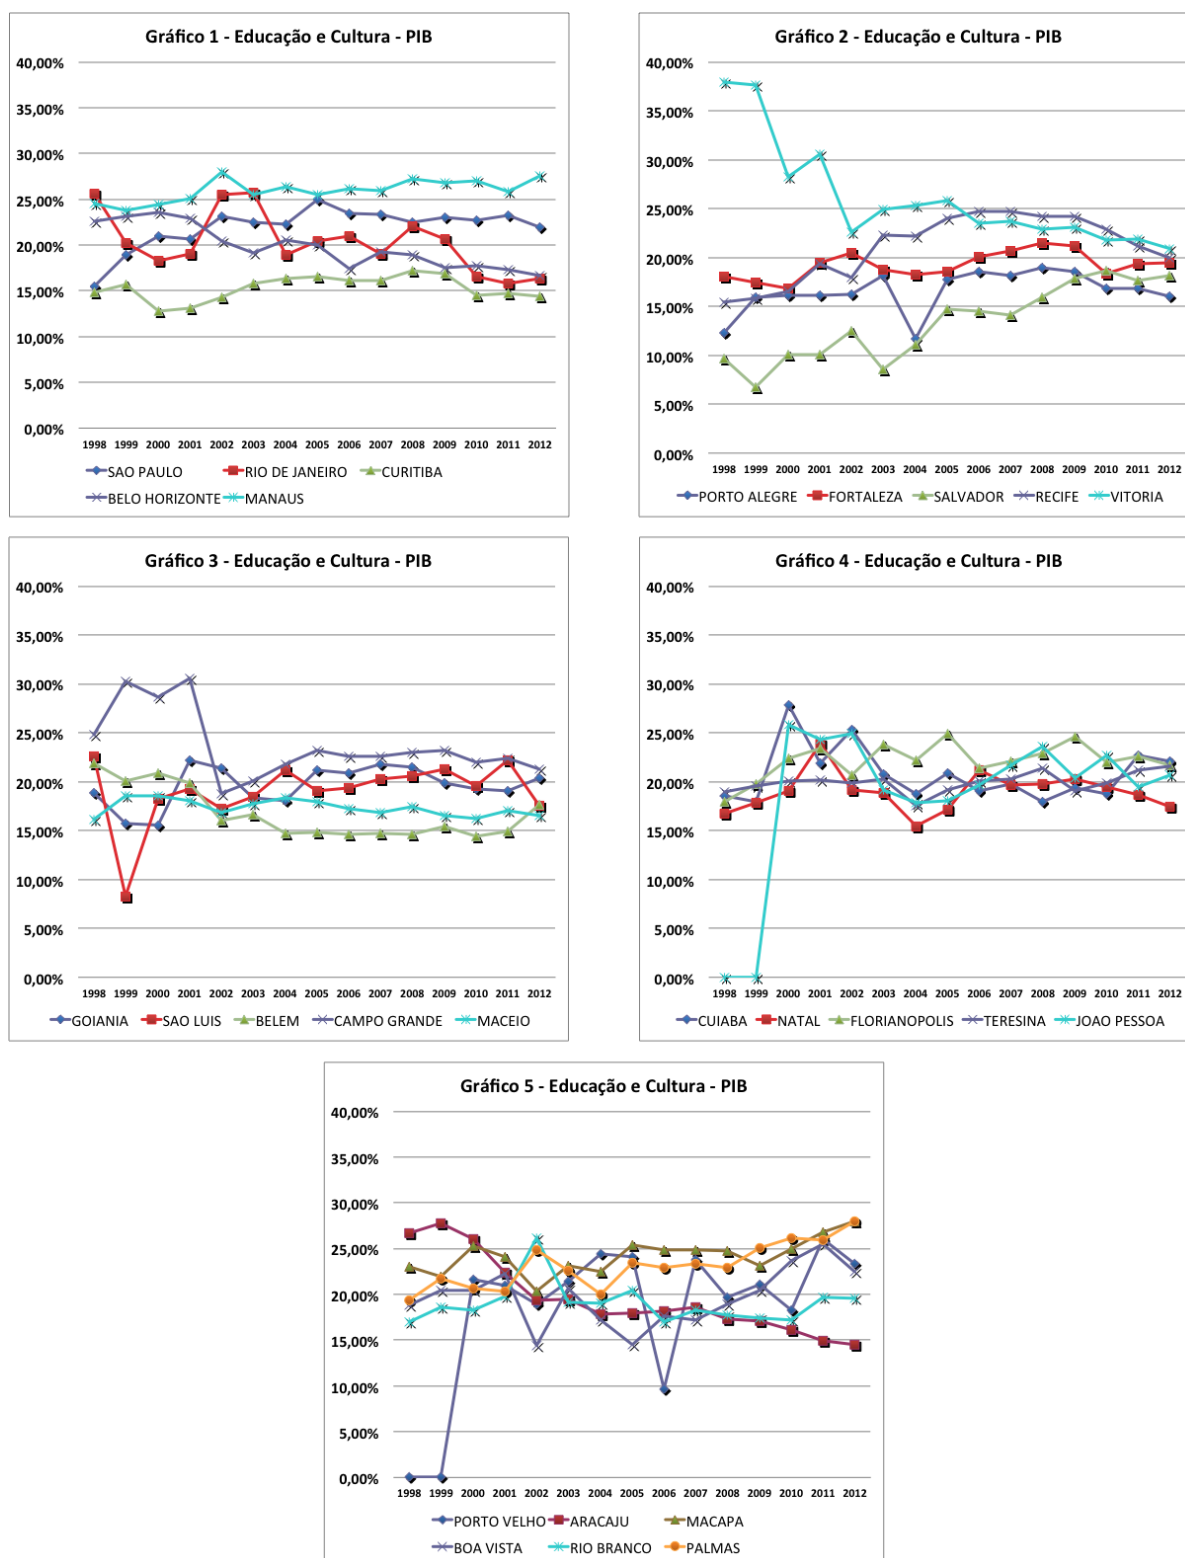 Gráfico 1 - Educação e Cultura - PIB
40,00%
35,00%
30,00%
25,00%
20,00%
15,00%
10,00%
5,00%
0,00%
1998 1999 2000 2001 2002 2003 2004 2005 2006 2007 2008 2009 2010 2011 2012
SAO PAULO RIO DE JANEIRO CURITIBA
BELO HORIZONTE MANAUS
Gráfico 2 - Educação e Cultura - PIB
40,00%
35,00%
30,00%
25,00%
20,00%
15,00%
10,00%
5,00%
0,00%
1998 1999 2000 2001 2002 2003 2004 2005 2006 2007 2008 2009 2010 2011 2012
PORTO ALEGRE FORTALEZA SALVADOR RECIFE VITORIA
Gráfico 3 - Educação e Cultura - PIB
40,00%
35,00%
30,00%
25,00%
20,00%
15,00%
10,00%
5,00%
0,00%
1998 1999 2000 2001 2002 2003 2004 2005 2006 2007 2008 2009 2010 2011 2012
GOIANIA SAO LUIS BELEM CAMPO GRANDE MACEIO
Gráfico 4 - Educação e Cultura - PIB
40,00%
35,00%
30,00%
25,00%
20,00%
15,00%
10,00%
5,00%
0,00%
1998 1999 2000 2001 2002 2003 2004 2005 2006 2007 2008 2009 2010 2011 2012
CUIABA NATAL FLORIANOPOLIS TERESINA JOAO PESSOA
Gráfico 5 - Educação e Cultura - PIB
40,00%
35,00%
30,00%
25,00%
20,00%
15,00%
10,00%
5,00%
0,00%
1998 1999 2000 2001 2002 2003 2004 2005 2006 2007 2008 2009 2010 2011 2012
PORTO VELHO ARACAJU MACAPA
BOA VISTA RIO BRANCO PALMAS